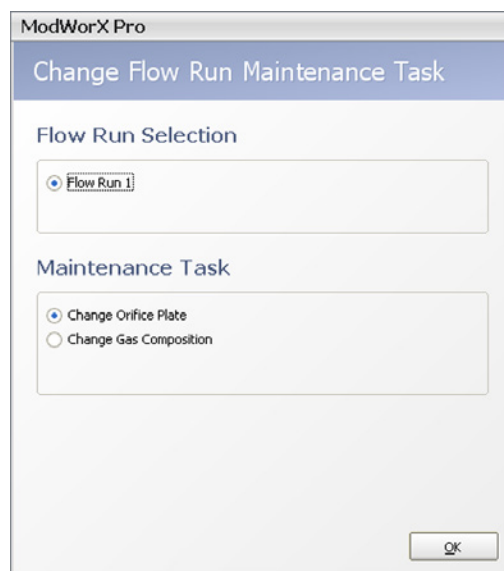 ModWorX Pro
Change Flow Run Maintenance Task
Flow Run Selection
Flow Run 1
Maintenance Task
Change Orifice Plate
Change Gas Composition
OK